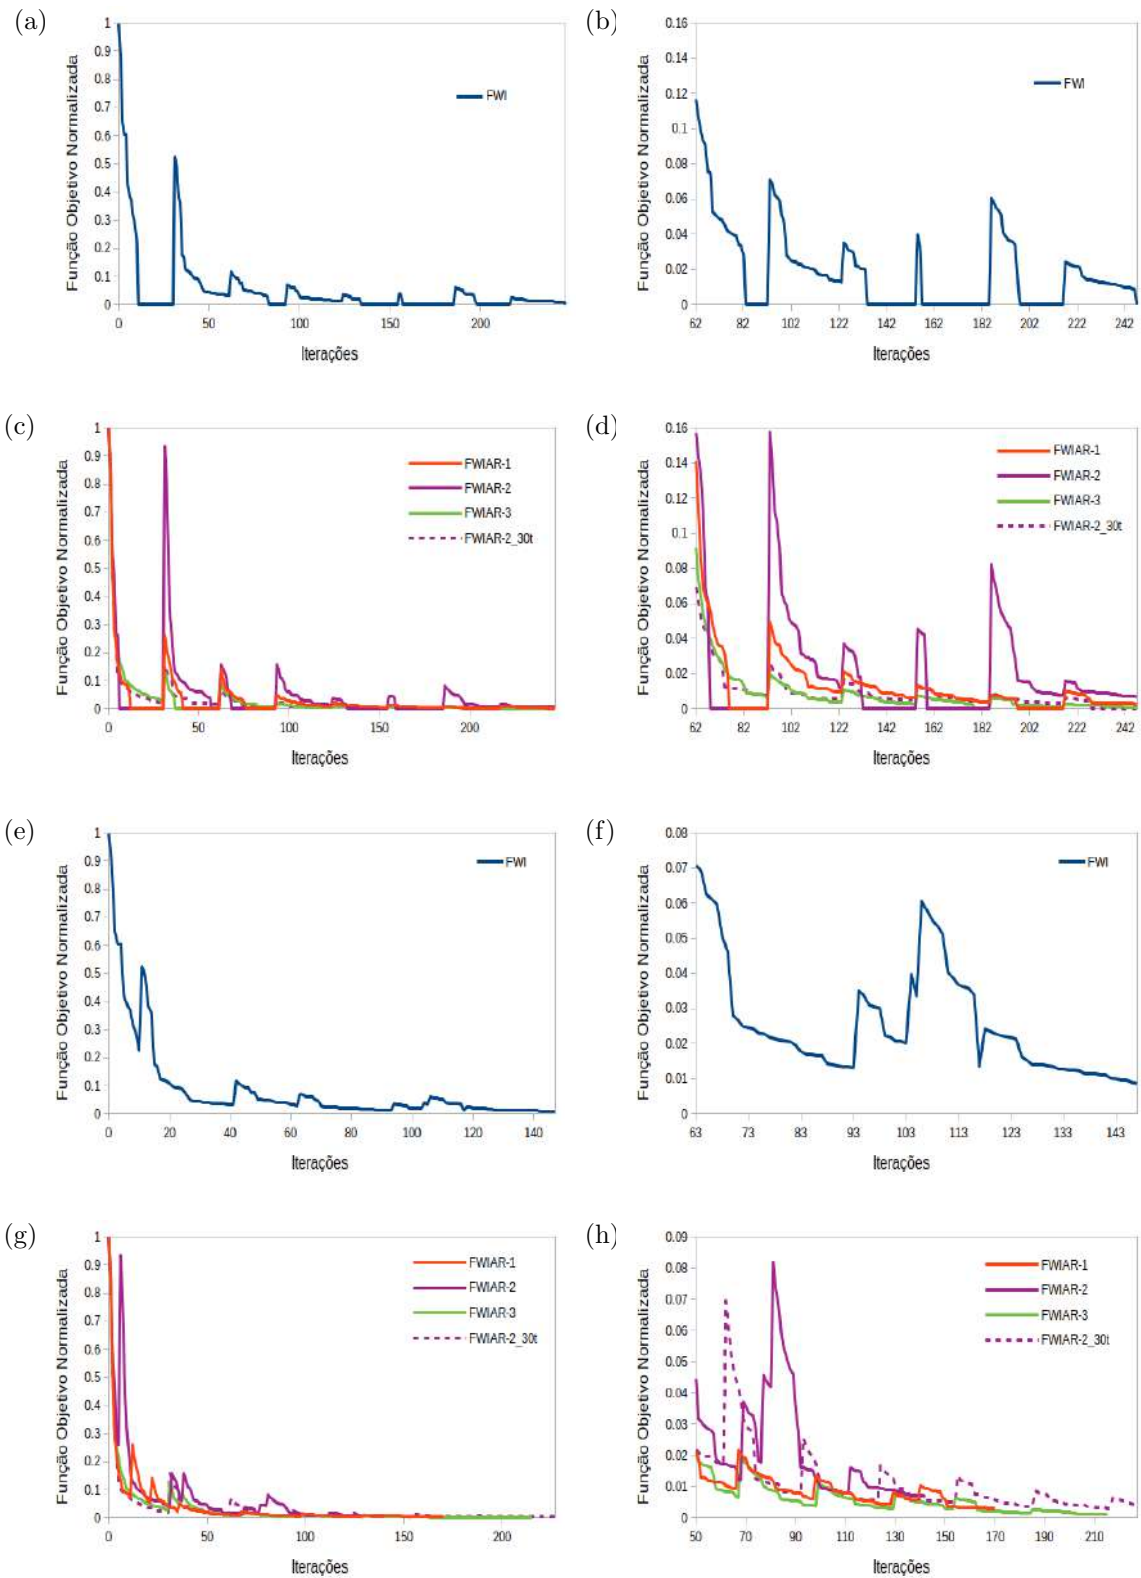 (a)
Função Objetivo Normalizada
1
0.9
0.8
0.7
0.6
0.5
0.4
0.3
0.2
0.1
0
FWI
0 50 100 150 200
Iterações
(b)
Função Objetivo Normalizada
0.16
0.14
0.12
0.1
0.08
0.06
0.04
0.02
0
FWI
62 82 102 122 142 162 182 202 222 242
Iterações
(c)
Função Objetivo Normalizada
1
0.9
0.8
0.7
0.6
0.5
0.4
0.3
0.2
0.1
0
FWIAR-1
FWIAR-2
FWIAR-3
FWIAR-2_30t
0 50 100 150 200
Iterações
(d)
Função Objetivo Normalizada
0.16
0.14
0.12
0.1
0.08
0.06
0.04
0.02
0
FWIAR-1
FWIAR-2
FWIAR-3
FWIAR-2_30t
62 82 102 122 142 162 182 202 222 242
Iterações
(e)
Função Objetivo Normalizada
1
0.9
0.8
0.7
0.6
0.5
0.4
0.3
0.2
0.1
0
FWI
0 20 40 60 80 100 120 140
Iterações
(f)
Função Objetivo Normalizada
0.08
0.07
0.06
0.05
0.04
0.03
0.02
0.01
0
FWI
63 73 83 93 103 113 123 133 143
Iterações
(g)
Função Objetivo Normalizada
1
0.9
0.8
0.7
0.6
0.5
0.4
0.3
0.2
0.1
0
FWIAR-1
FWIAR-2
FWIAR-3
FWIAR-2_30t
0 50 100 150 200
Iterações
(h)
Função Objetivo Normalizada
0.09
0.08
0.07
0.06
0.05
0.04
0.03
0.02
0.01
0
FWIAR-1
FWIAR-2
FWIAR-3
FWIAR-2_30t
50 70 90 110 130 150 170 190 210
Iterações